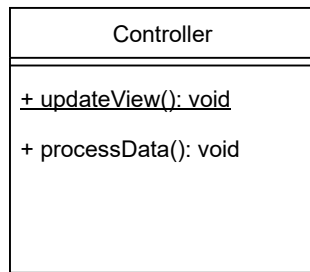 Controller
+ updateView(): void
+ processData(): void